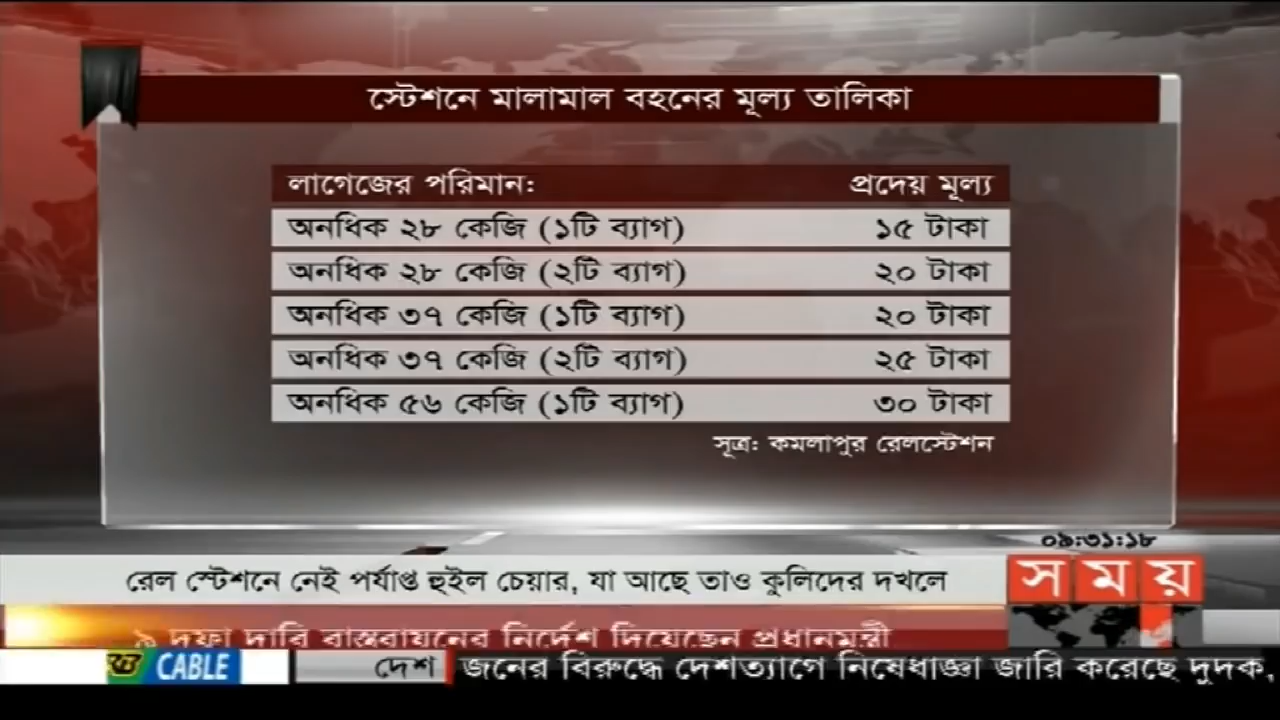 স্টেশনে মালামাল বহনের মূল্য তালিকা
লাগেজের পরিমান: প্রদেয় মূল্য
অনধিক ২৮ কেজি (১টি ব্যাগ) ১৫ টাকা
অনধিক ২৮ কেজি (২টি ব্যাগ) ২০ টাকা
অনধিক ৩৭ কেজি (১টি ব্যাগ) ২০ টাকা
অনধিক ৩৭ কেজি (২টি ব্যাগ) ২৫ টাকা
অনধিক ৫৬ কেজি (১টি ব্যাগ) ৩০ টাকা
সূত্র: কমলাপুর রেলস্টেশন
০৯:৩১:১৮
রেল স্টেশনে নেই পর্যাপ্ত হুইল চেয়ার, যা আছে তাও কুলিদের দখলে
সময়
৯ দফা দাবি বাস্তবায়নের নির্দেশ দিয়েছেন প্রধানমন্ত্রী
CABLE দেশ জনের বিরুদ্ধে দেশত্যাগে নিষেধাজ্ঞা জারি করেছে দুদক,